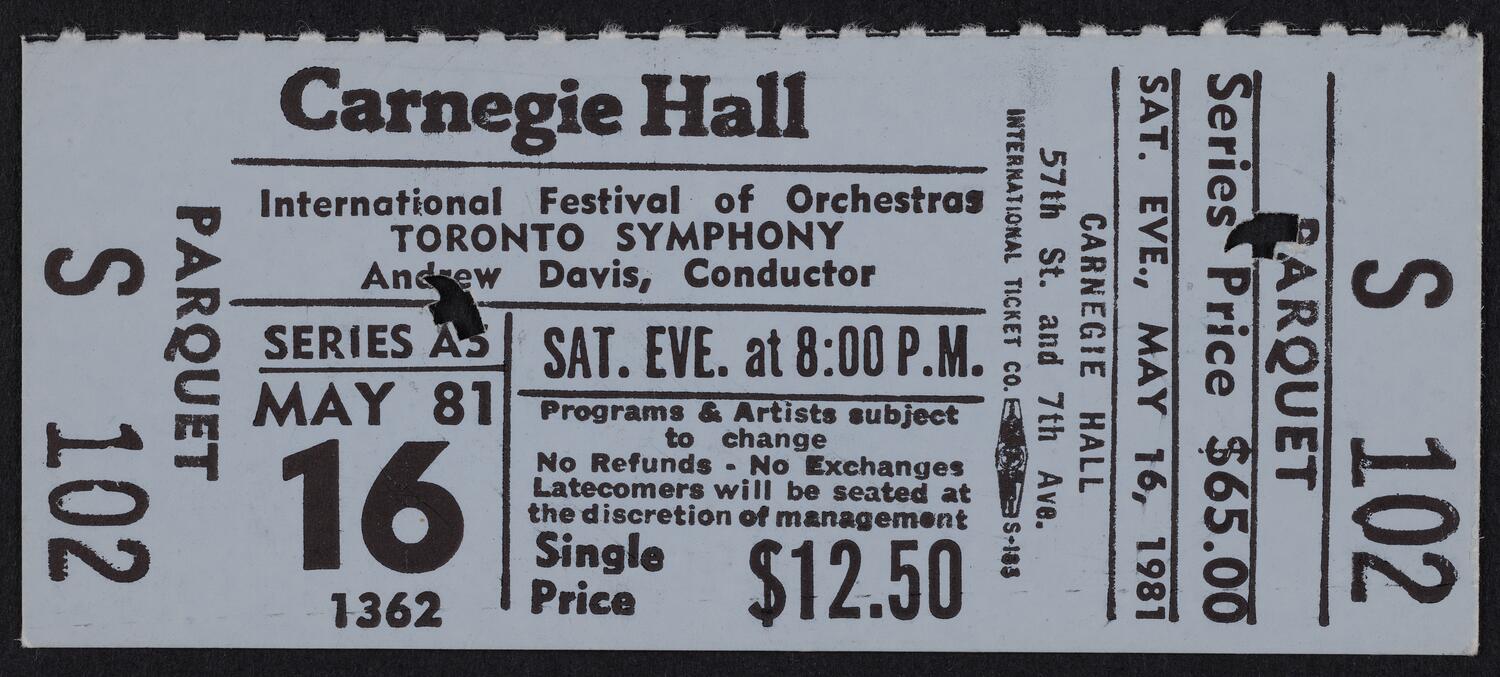 S 102
PARQUET
Carnegie Hall
International Festival of Orchestras
TORONTO SYMPHONY
Andrew Davis, Conductor
SERIES A5
MAY 81
16
1362
SAT. EVE. at 8:00 P.M.
Programs & Artists subject
to change
No Refunds - No Exchanges
Latecomers will be seated at
the discretion of management
Single
Price
$12.50
INTERNATIONAL TICKET CO. S-183
57th St. and 7th Ave.
CARNEGIE HALL
SAT. EVE., MAY 16, 1981
Series Price $65.00
PARQUET
S 102